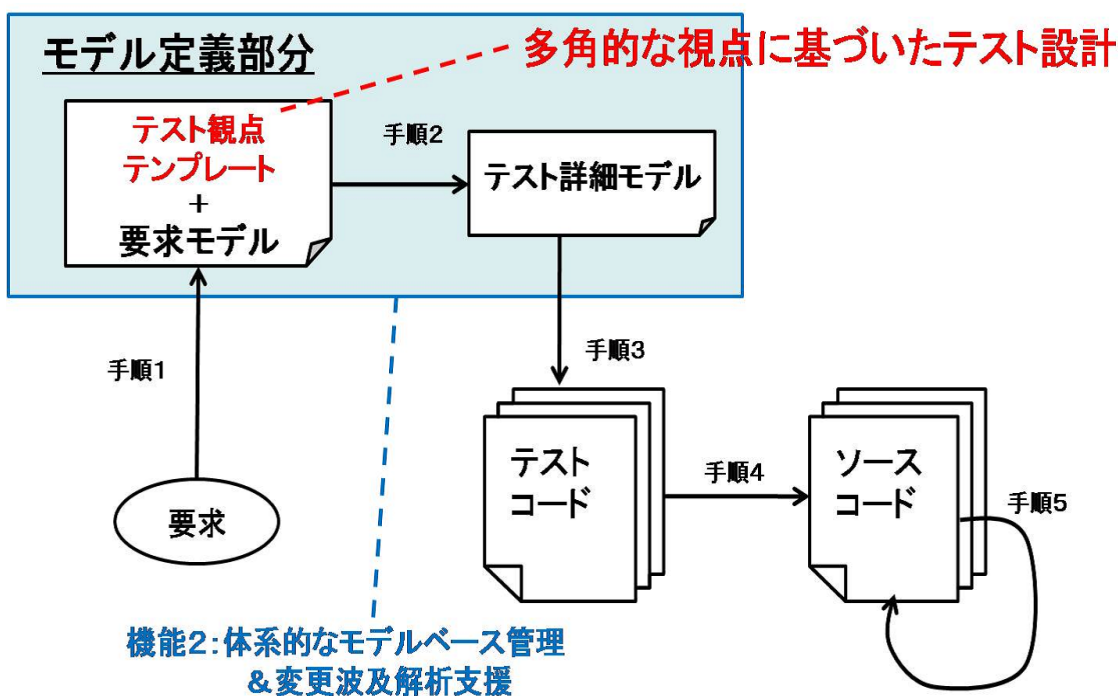 モデル定義部分
多角的な視点に基づいたテスト設計
テスト観点
テンプレート
+
要求モデル
手順2
テスト詳細モデル
手順1
手順3
要求
テスト
コード
手順4
ソース
コード
手順5
機能2:体系的なモデルベース管理
&変更波及解析支援